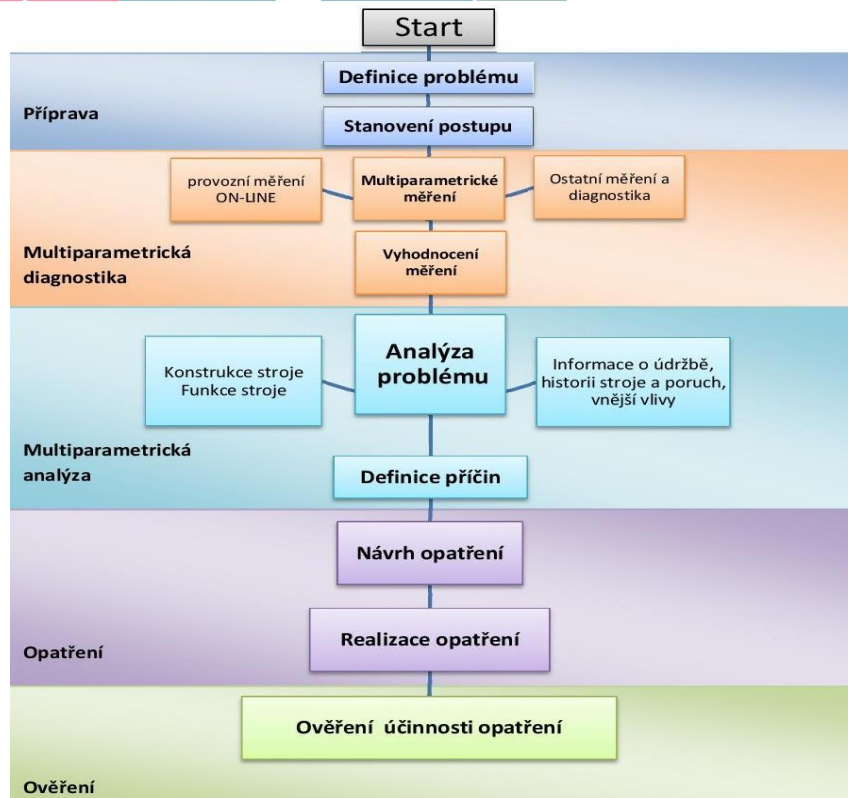 Start
Definice problému
Příprava
Stanovení postupu
provozní měření
ON-LINE
Multiparametrické
měření
Ostatní měření a
diagnostika
Multiparametrická
diagnostika
Vyhodnocení
měření
Konstrukce stroje
Funkce stroje
Analýza
problému
Informace o údržbě,
historii stroje a poruch,
vnější vlivy
Multiparametrická
analýza
Definice příčin
Návrh opatření
Realizace opatření
Opatření
Ověření účinnosti opatření
Ověření